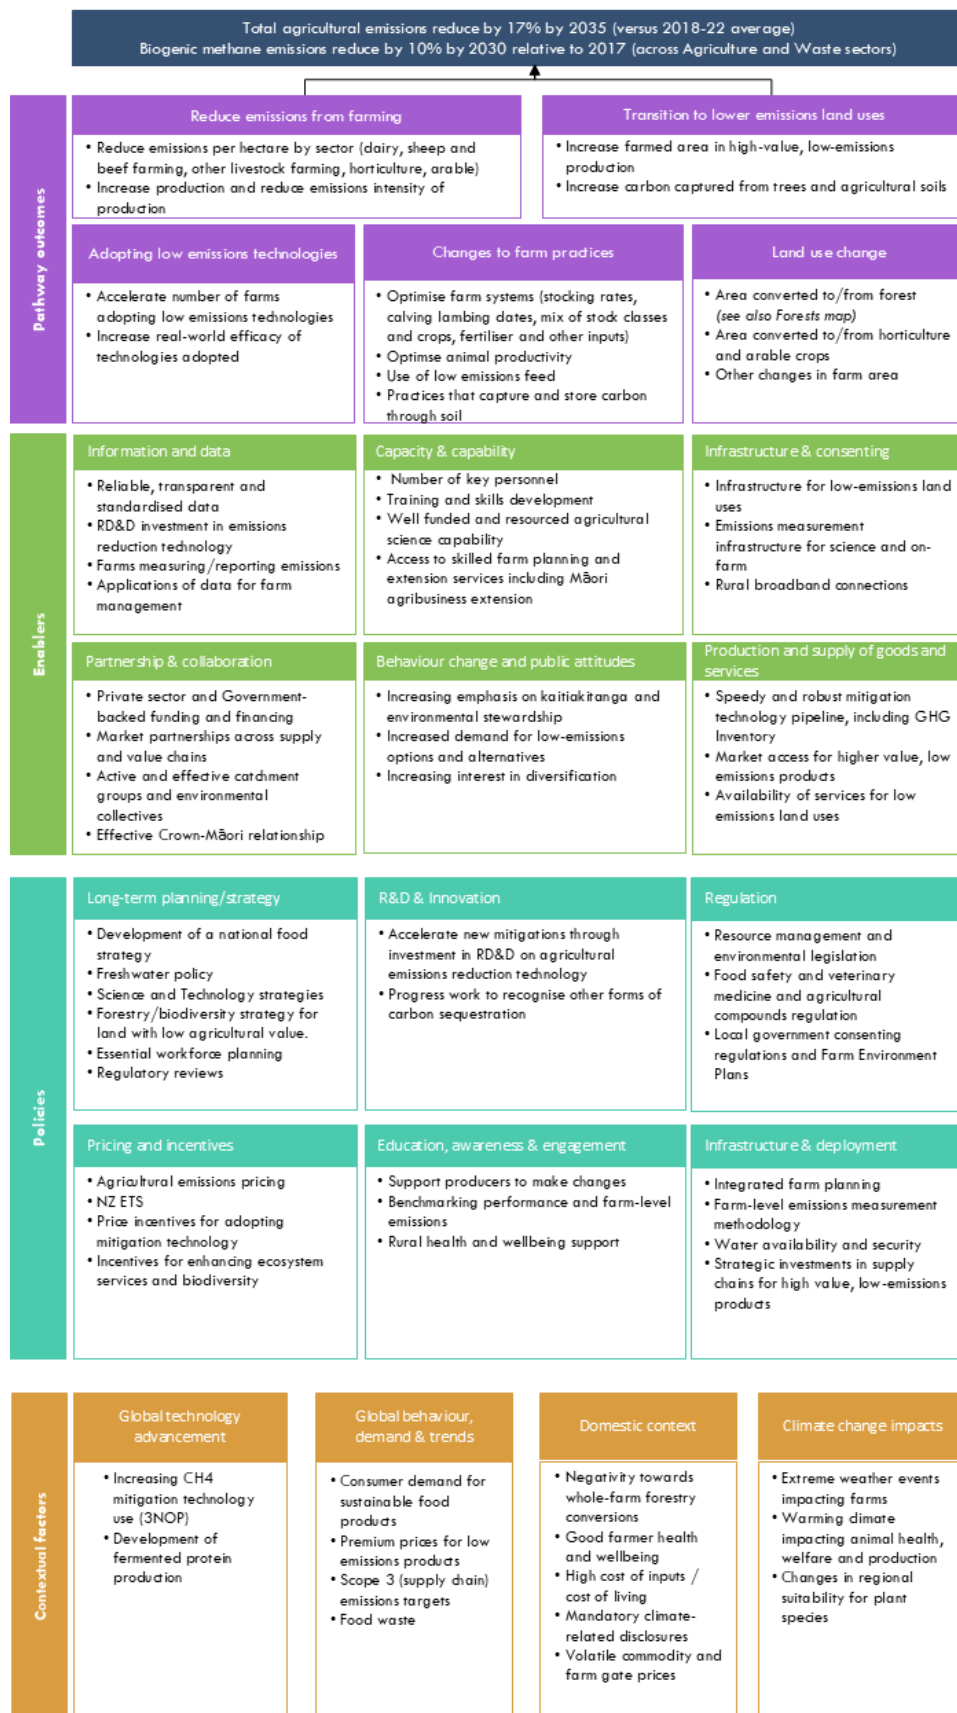 Total agricultural emissions reduce by 17% by 2035 (versus 2018-22 average)
Biogenic methane emissions reduce by 10% by 2030 relative to 2017 (across Agriculture and Waste sectors)
Pathway outcomes
Reduce emissions from farming
• Reduce emissions per hectare by sector (dairy, sheep and
beef farming, other livestock farming, horticulture, arable)
• Increase production and reduce emissions intensity of
production
Transition to lower emissions land uses
• Increase farmed area in high-value, low-emissions
production
• Increase carbon captured from trees and agricultural soils
Adopting low emissions technologies
• Accelerate number of farms
adopting low emissions technologies
• Increase real-world efficacy of
technologies adopted
Changes to farm practices
• Optimise farm systems (stocking rates,
calving lambing dates, mix of stock classes
and crops, fertiliser and other inputs)
• Optimse animal productivity
• Use of low emissions feed
• Practices that capture and store carbon
through soil
Land use change
• Area converted to/from forest
(see also Forests map)
• Area converted to/from horticulture
and arable crops
• Other changes in farm area
Enablers
Information and data
• Reliable, transparent and
standardised data
• RD&D investment in emissions
reduction technology
• Farms measuring/reporting emissions
• Applications of data for farm
management
Capacity & capability
• Number of key personnel
• Training and skills development
• Well funded and resourced agricultural
science capability
• Access to skilled farm planning and
extension services including Māori
agribusiness extension
Infrastructure & consenting
• Infrastructure for low-emissions land
uses
• Emissions measurement
infrastructure for science and on-
farm
• Rural broadband connections
Partnership & collaboration
• Private sector and Government-
backed funding and financing
• Market partnerships across supply
and value chains
• Active and effective catchment
groups and environmental
collectives
• Effective Crown-Māori relationship
Behaviour change and public attitudes
• Increasing emphasis on kaitiakitanga and
environmental stewardship
• Increased demand for low-emissions
options and alternatives
• Increasing interest in diversification
Production and supply of goods and
services
• Speedy and robust mitigation
technology pipeline, including GHG
Inventory
• Market access for higher value, low
emissions products
• Availability of services for low
emissions land uses
Policies
Long-term planning/strategy
• Development of a national food
strategy
• Freshwater policy
• Science and Technology strategies
• Forestry/biodiversity strategy for
land with low agricultural value.
• Essential workforce planning
• Regulatory reviews
R&D & Innovation
• Accelerate new mitigations through
investment in RD&D on agricultural
emissions reduction technology
• Progress work to recognise other forms of
carbon sequestration
Regulation
• Resource management and
environmental legislation
• Food safety and veterinary
medicine and agricultural
compounds regulation
• Local government consenting
regulations and Farm Environment
Plans
Pricing and incentives
• Agricultural emissions pricing
• NZ ETS
• Price incentives for adopting
mitigation technology
• Incentives for enhancing ecosystem
services and biodiversity
Education, awareness & engagement
• Support producers to make changes
• Benchmarking performance and farm-level
emissions
• Rural health and wellbeing support
Infrastructure & deployment
• Integrated farm planning
• Farm-level emissions measurement
methodology
• Water availability and security
• Strategic investments in supply
chains for high value, low-emissions
products
Contextual factors
Global technology
advancement
• Increasing CH4
mitigation technology
use (3NOP)
• Development of
fermented protein
production
Global behaviour,
demand & trends
• Consumer demand for
sustainable food
products
• Premium prices for low
emissions products
• Scope 3 (supply chain)
emissions targets
• Food waste
Domestic context
• Negativity towards
whole-farm forestry
conversions
• Good farmer health
and wellbeing
• High cost of inputs /
cost of living
• Mandatory climate-
related disclosures
• Volatile commodity and
farm gate prices
Climate change impacts
• Extreme weather events
impacting farms
• Warming climate
impacting animal health,
welfare and production
• Changes in regional
suitability for plant
species